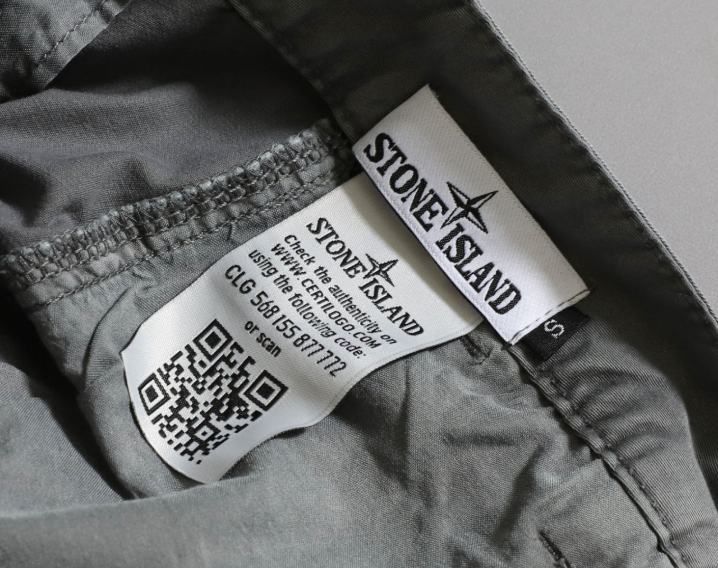 STONE ISLAND
S
STONE ISLAND
Check the authenticity on
WWW.CERTILOGO.COM
using the following code:
CLG 568 155 877 772
or scan